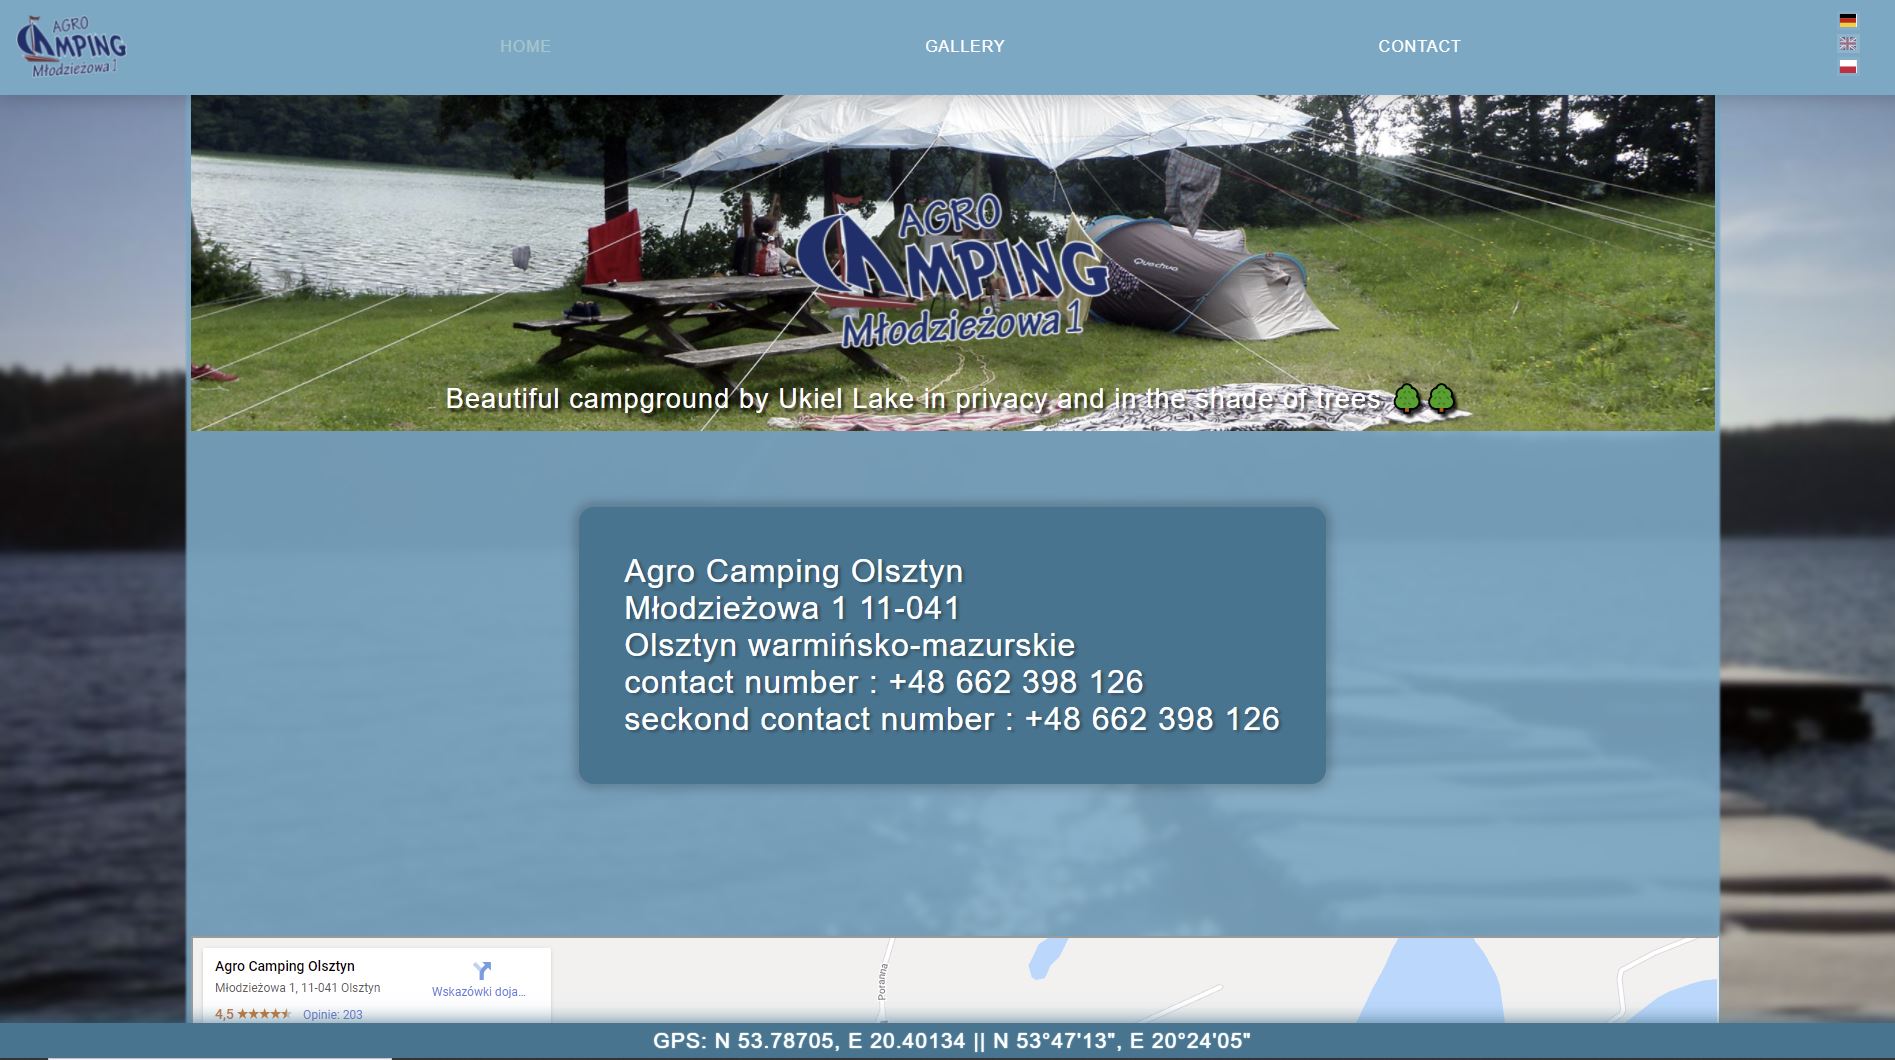 AGRO
CAMPING
Młodzieżowa 1
HOME
GALLERY
CONTACT
AGRO
CAMPING
Młodzieżowa 1
Quechua
Beautiful campground by Ukiel Lake in privacy and in the shade of trees 🌳🌳
Agro Camping Olsztyn
Młodzieżowa 1 11-041
Olsztyn warmińsko-mazurskie
contact number : +48 662 398 126
seckond contact number : +48 662 398 126
Agro Camping Olsztyn
Młodzieżowa 1, 11-041 Olsztyn
Wskazówki doja...
4,5 ★★★★★ Opinie: 203
Poranna
GPS: N 53.78705, E 20.40134 || N 53°47'13", E 20°24'05"